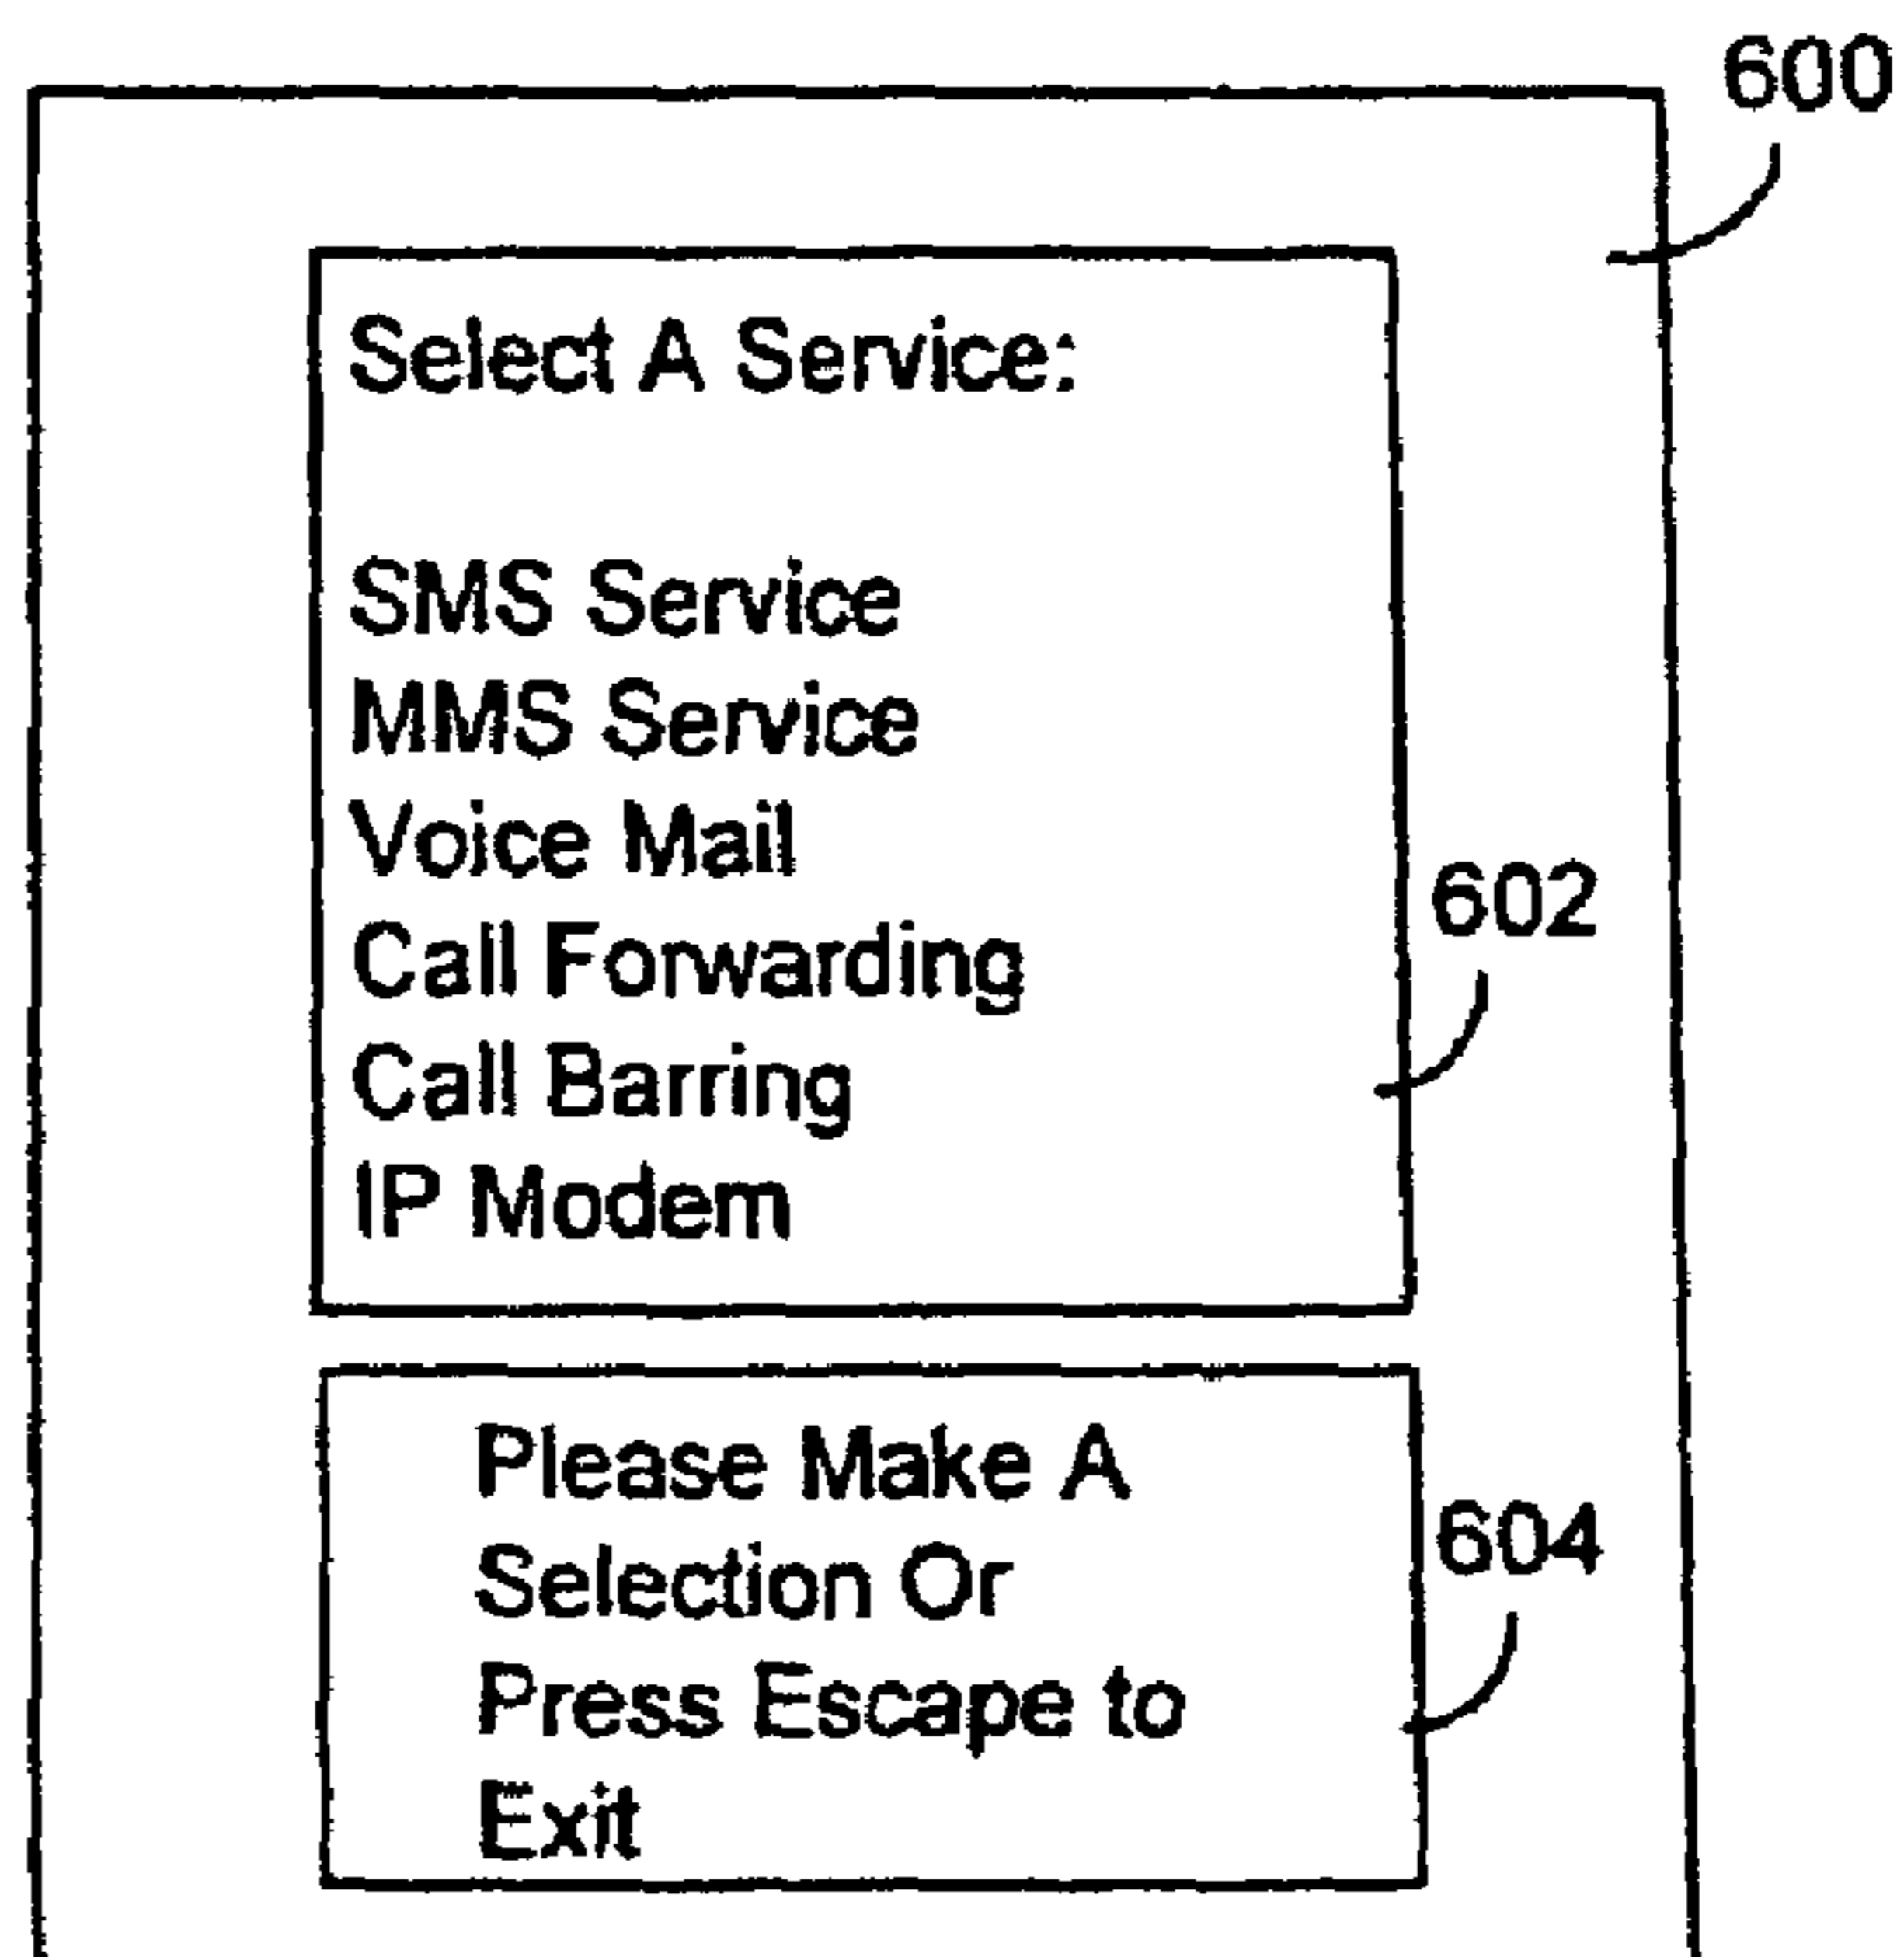 600
Select A Service:
SMS Service
MMS Service
Voice Mail
Call Forwarding
Call Barring
IP Modem
602
Please Make A
Selection Or
Press Escape to
Exit
604